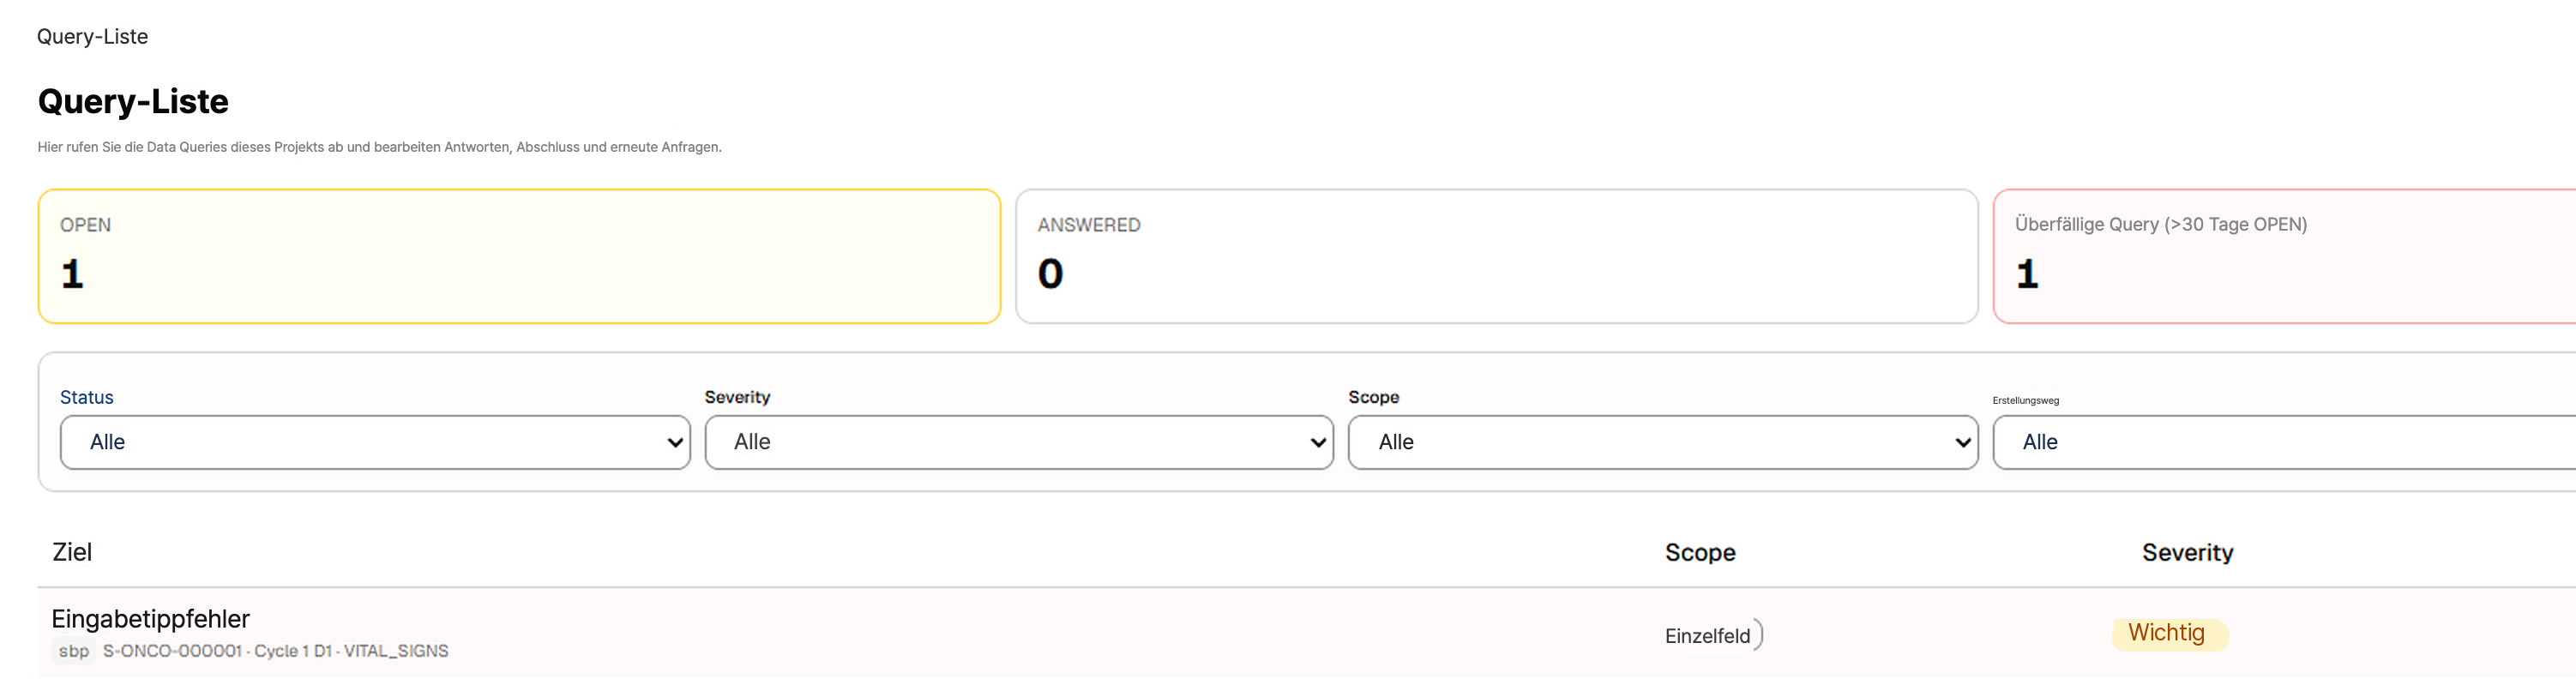 Query-Liste
Query-Liste
Hier rufen Sie die Data Queries dieses Projekts ab und bearbeiten Antworten, Abschluss und erneute Anfragen.
OPEN
1
ANSWERED
0
Überfällige Query (>30 Tage OPEN)
1
Status
Alle
Severity
Alle
Scope
Alle
Erstellungsweg
Alle
Ziel Scope Severity
Eingabetippfehler
sbp S-ONCO-000001 · Cycle 1 D1 · VITAL_SIGNS
Einzelfeld
Wichtig